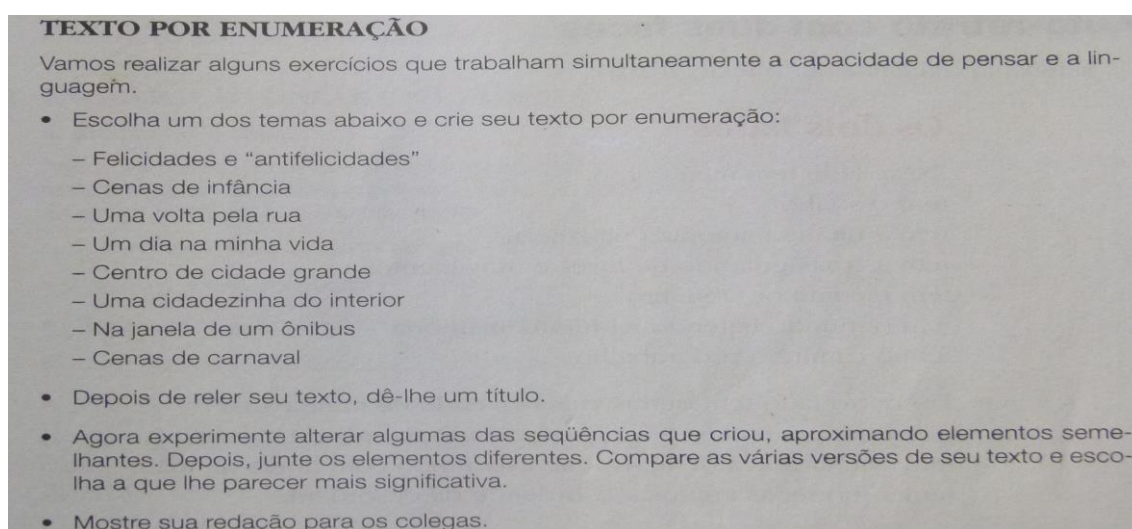 TEXTO POR ENUMERAÇÃO
Vamos realizar alguns exercícios que trabalham simultaneamente a capacidade de pensar e a lin-
guagem.
• Escolha um dos temas abaixo e crie seu texto por enumeração:
– Felicidades e “antifelicidades”
– Cenas de infância
– Uma volta pela rua
– Um dia na minha vida
– Centro de cidade grande
– Uma cidadezinha do interior
– Na janela de um ônibus
– Cenas de carnaval
• Depois de reler seu texto, dê-lhe um título.
• Agora experimente alterar algumas das seqüências que criou, aproximando elementos seme-
lhantes. Depois, junte os elementos diferentes. Compare as várias versões de seu texto e esco-
lha a que lhe parecer mais significativa.
• Mostre sua redação para os colegas.